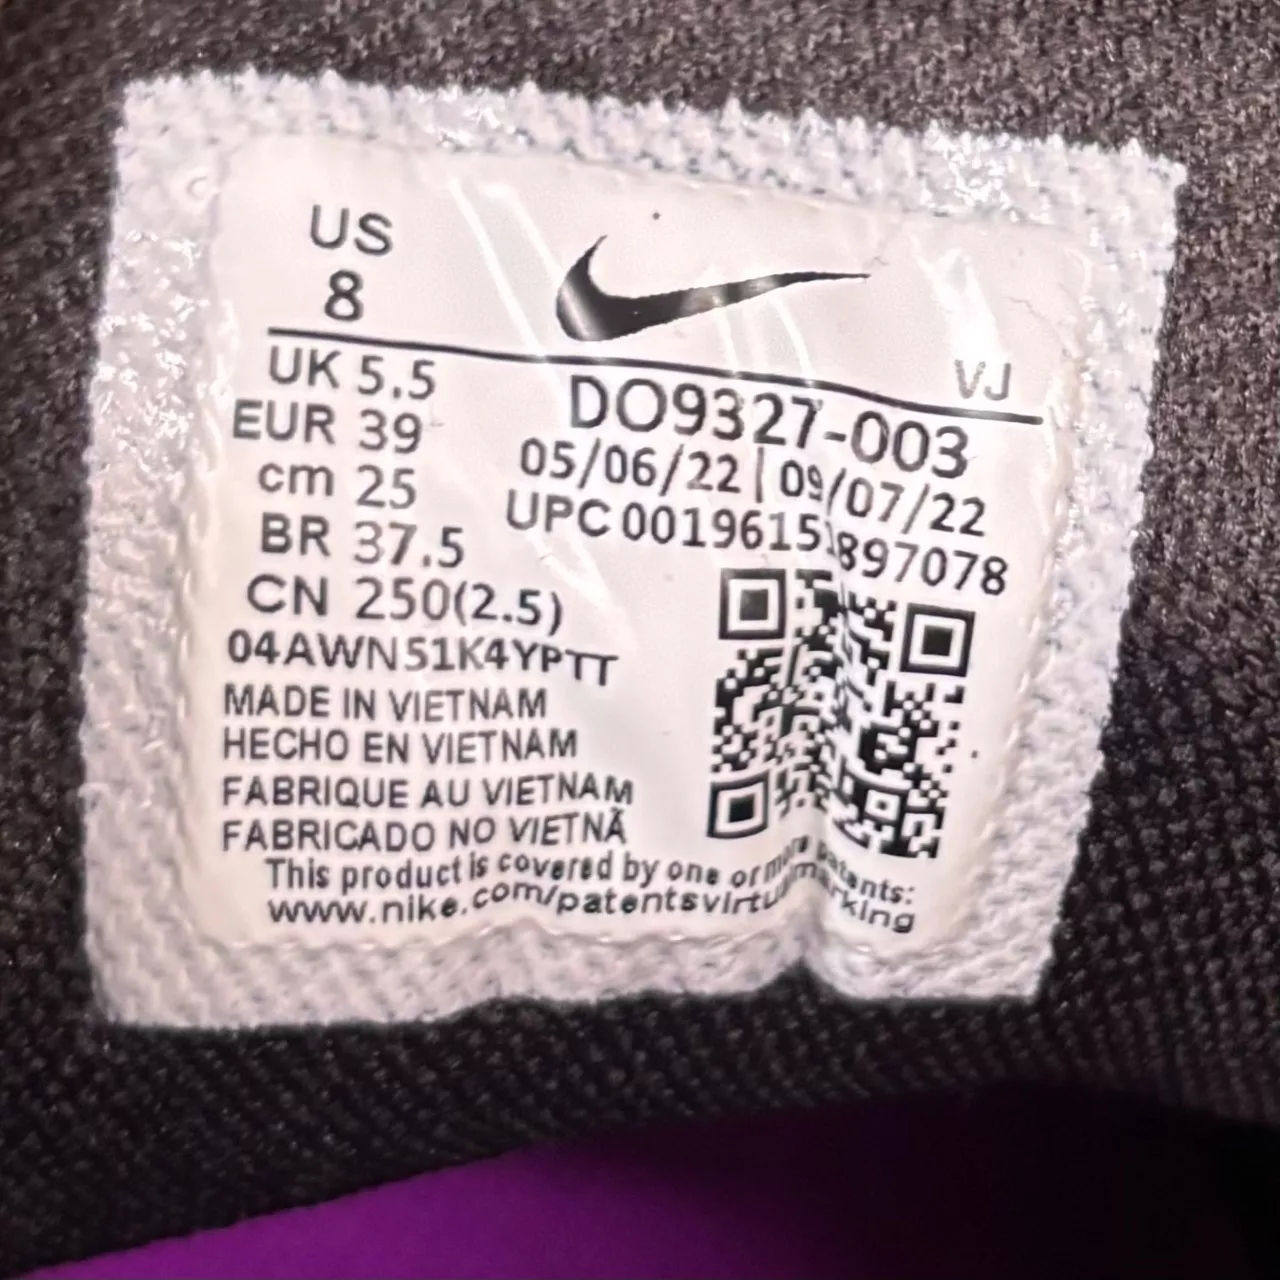 US
8
VJ
UK 5.5
EUR 39
cm 25
BR 37.5
CN 250(2.5)
DO9327-003
05/06/22 | 09/07/22
UPC 00196151897078
04AWN51K4YPTT
MADE IN VIETNAM
HECHO EN VIETNAM
FABRIQUE AU VIETNAM
FABRICADO NO VIETNÃ
This product is covered by one or more patents:
www.nike.com/patentsvirtualmarking